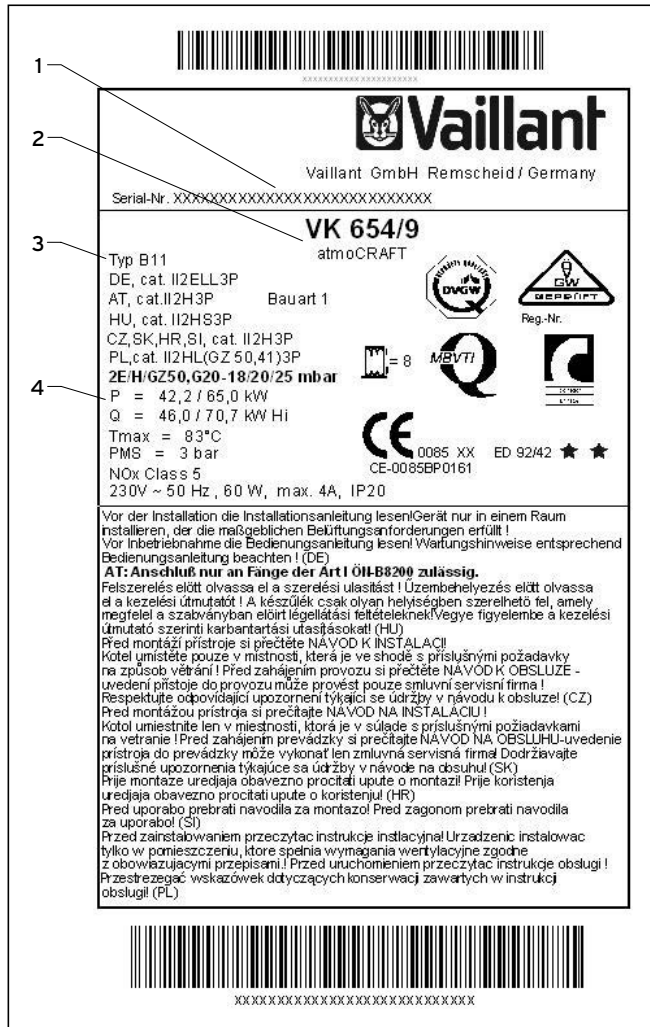 XXXXXXXXXXXXXXXXXXXXXX
1
Vaillant
2
Vaillant GmbH Remscheid / Germany
Serial-Nr. XXXXXXXXXXXXXXXXXXXXXXXXXXXX
VK 654/9
atmoCRAFT
3
Typ B11
DE, cat. II2ELL3P
AT, cat.II2H3P Bauart 1
HU, cat. II2HS3P
CZ,SK,HR,SI, cat. II2H3P
PL,cat. II2HL(GZ 50,41)3P
2E/H/GZ50,G20-18/20/25 mbar
4
P = 42,2 / 65,0 kW
Q = 46,0 / 70,7 kW Hi
Tmax = 83°C
PMS = 3 bar
NOx Class 5
230V ~ 50 Hz , 60 W, max. 4A, IP20
DVGW
GW
GEPRÜFT
Reg.-Nr.
= 8
MBVTI
CE 0085 XX ED 92/42 ★ ★
CE-0085BP0161
Vor der Installation die Installationsanleitung lesen!Gerät nur in einem Raum
installieren, der die maßgeblichen Belüftungsanforderungen erfüllt !
Vor Inbetriebnahme die Bedienungsanleitung lesen! Wartungshinweise entsprechend
Bedienungsanleitung beachten ! (DE)
AT: Anschluß nur an Fänge der Art I ÖN-B8200 zulässig.
Felszerelés elött olvassa el a szerelési ulasitást ! Üzembehelyezés elött olvassa
el a kezelési útmutatót ! A készűlék csak olyan helyiségben szerelhető fel, amely
megfelel a szabványban elöirt légellátási feltételeknek!Vegye figyelembe a kezelési
útmutató szerinti karbantartási utasításokat! (HU)
Před montáží přístroje si přečtěte NÁVOD K INSTALACI!
Kotel umístěte pouze v místnosti, která je ve shodě s příslušnými požadavky
na způsob větrání ! Před zahájením provozu si přečtěte NÁVOD K OBSLUZE -
uvedení přístoje do provozu může provést pouze smluvní servisní firma !
Respektujte odpovídající upozornení týkající se údržby v návodu k obsluze! (CZ)
Pred montážou prístroja si prečítajte NÁVOD NA INŠTALÁCIU !
Kotol umiestnite len v miestnosti, ktorá je v súlade s príslušnými požiadavkami
na vetranie ! Pred zahájením prevádzky si prečítajte NÁVOD NA OBSLUHU-uvedenie
prístroja do prevádzky môže vykonať len zmluvná servisná firma! Dodržiavajte
príslušné upozornenia týkajúce sa údržby v návode na obsuhu! (SK)
Prije montaze uredjaja obavezno procitati upute o montazi! Prije koristenja
uredjaja obavezno procitati upute o koristenju! (HR)
Pred uporabo prebrati navodila za montazo! Pred zagonom prebrati navodila
za uporabo! (SI)
Przed zainstalowaniem przeczytac instrukcje instlacyjna! Urzadzenic instalowac
tylko w pomieszczeniu, ktore spelnia wymagania wentylacyjne zgodne
z obowiazujacymi przepisami.! Przed uruchomieniem przeczytac instrukcje obslugi !
Przestrzegać wskazówek dotyczących konserwacji zawartych w instrukcji
obslugi! (PL)
XXXXXXXXXXXXXXXXXXXXXXXXXXX